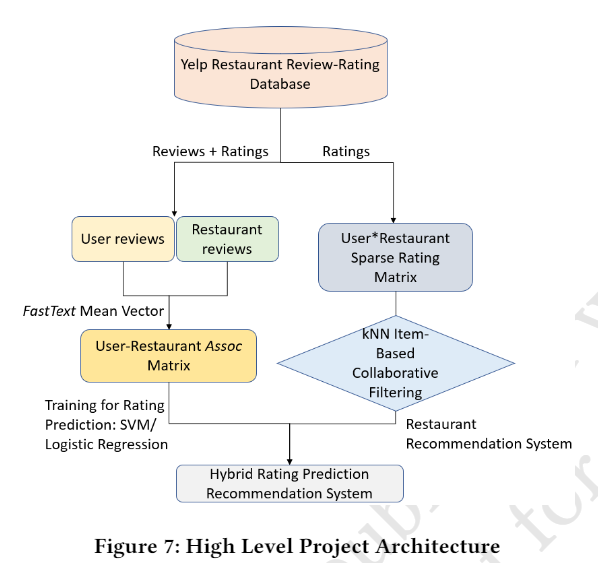 Yelp Restaurant Review-Rating
Database
Reviews + Ratings
Ratings
User reviews
Restaurant
reviews
User*Restaurant
Sparse Rating
Matrix
FastText Mean Vector
User-Restaurant Assoc
Matrix
kNN Item-
Based
Collaborative
Filtering
Training for Rating
Prediction: SVM/
Logistic Regression
Restaurant
Recommendation System
Hybrid Rating Prediction
Recommendation System
Figure 7: High Level Project Architecture